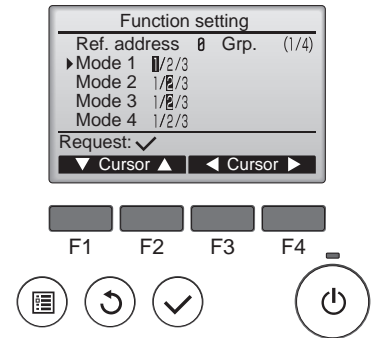 Function setting
Ref. address 0 Grp. (1/4)
Mode 1 1/2/3
Mode 2 1/2/3
Mode 3 1/2/3
Mode 4 1/2/3
Request:✓
▼ Cursor ▲ ◀ Cursor ▶
F1 F2 F3 F4